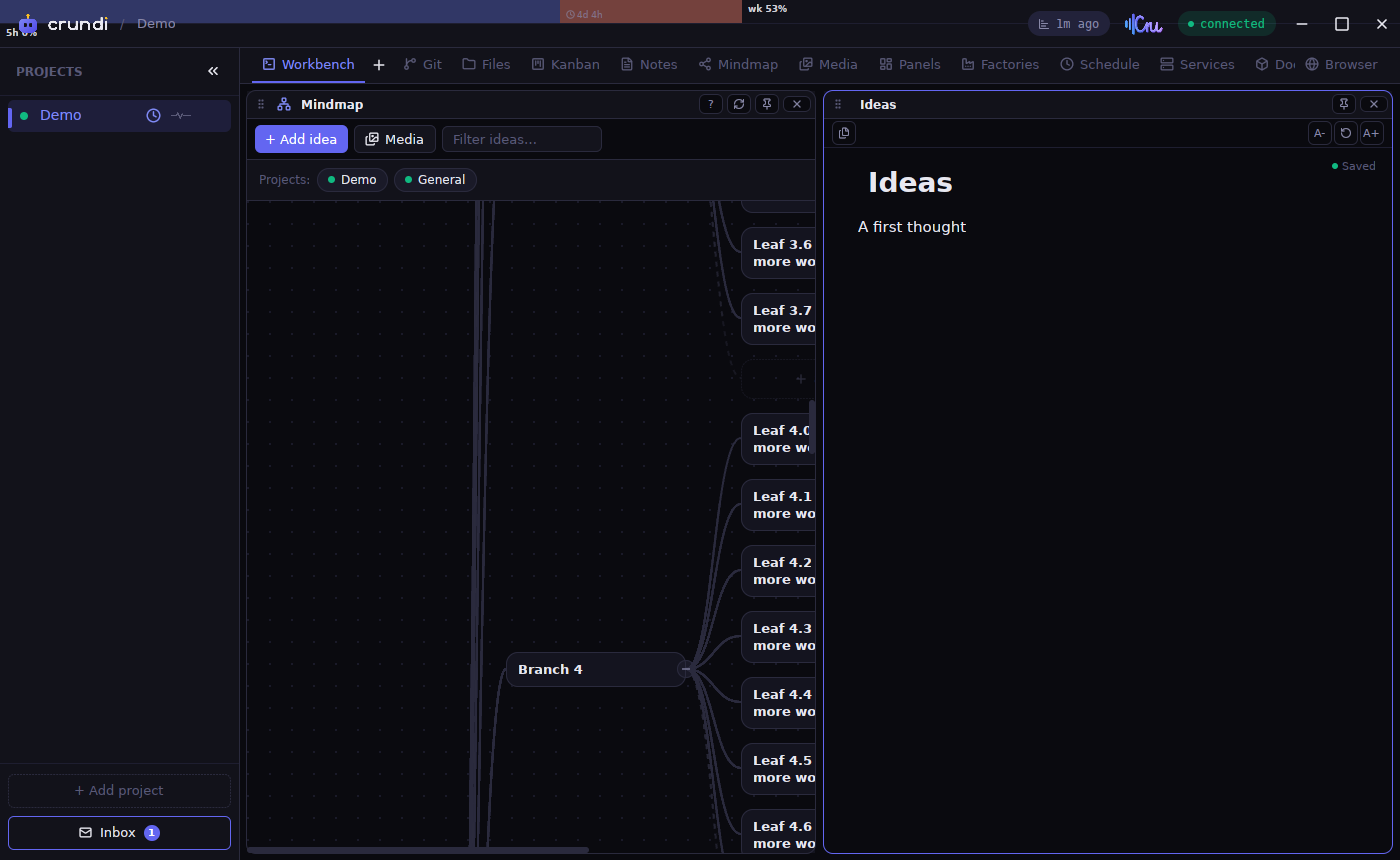 4d 4h
wk 53%
crundi / Demo
1m ago
Cru
connected
PROJECTS
Workbench
Git
Files
Kanban
Notes
Mindmap
Media
Panels
Factories
Schedule
Services
Browser
Demo
Mindmap
?
Ideas
+ Add idea
Media
Filter ideas...
A-
A+
Projects:
Demo
General
Saved
Ideas
A first thought
Leaf 3.6
more wo
Leaf 3.7
more wo
+
Leaf 4.0
more wo
Leaf 4.1
more wo
Leaf 4.2
more wo
Leaf 4.3
more wo
Branch 4
Leaf 4.4
more wo
Leaf 4.5
more wo
Leaf 4.6
more wo
+ Add project
Inbox 1